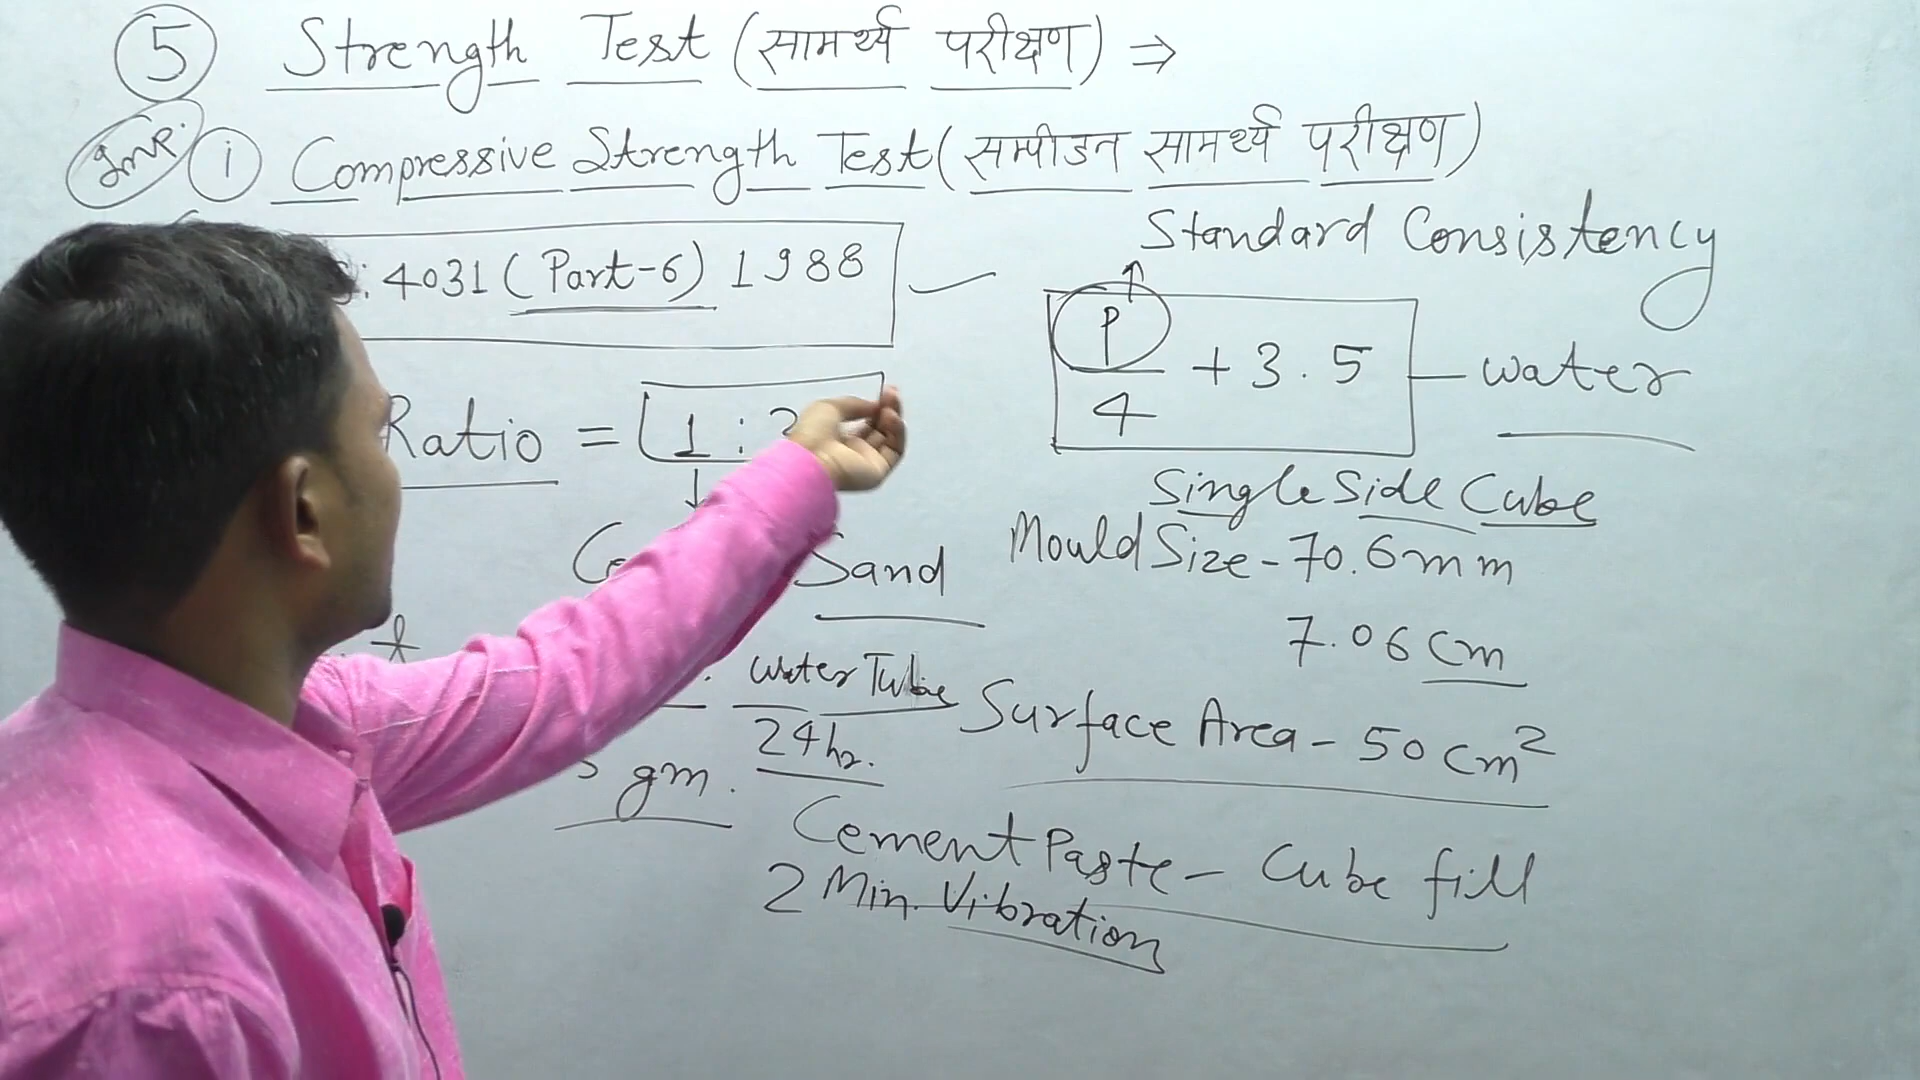 5 Strength Test (सामर्थ्य परीक्षण) ⇒
Imp. i Compressive Strength Test (सम्पीडन सामर्थ्य परीक्षण)
: 4031 (Part-6) 1988
Ratio = 1 :
Sand
Water Tube
24 hr.
gm.
Standard Consistency
P/4 + 3.5 — water
Single Side Cube
Mould Size - 70.6 mm
7.06 cm
Surface Area - 50 cm²
Cement Paste - Cube fill
2 Min. Vibration